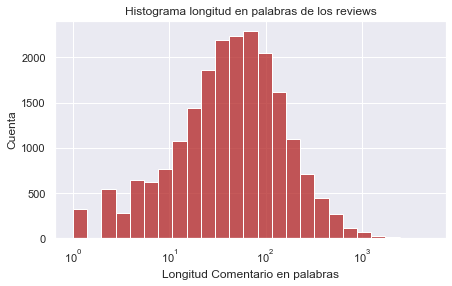 Histograma longitud en palabras de los reviews
Cuenta
2000
1500
1000
500
0
10⁰ 10¹ 10² 10³
Longitud Comentario en palabras